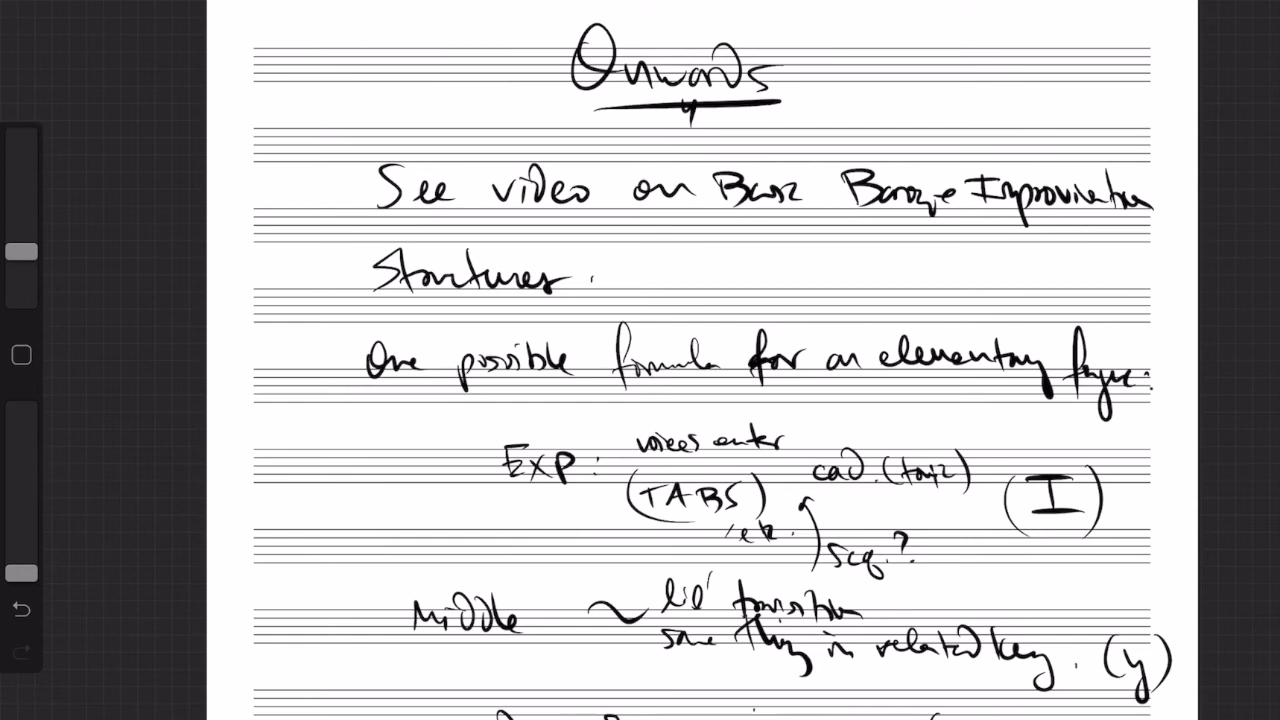 Onwards
See video on Basic Baroque Improvisation
Structures.
One possible formula for an elementary fugue:
Exp: voices enter cad. (tonic) (I)
(TABS)
/etc. seq.?
Middle ~ lil' transition
same thing in related key. (y)